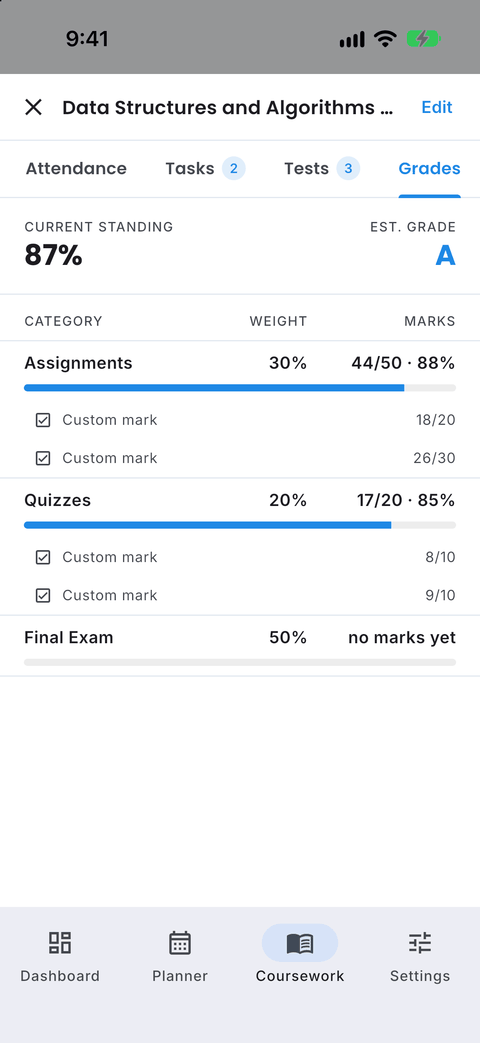 9:41
Data Structures and Algorithms ... Edit
Attendance Tasks 2 Tests 3 Grades
CURRENT STANDING EST. GRADE
87% A
CATEGORY WEIGHT MARKS
Assignments 30% 44/50 · 88%
Custom mark 18/20
Custom mark 26/30
Quizzes 20% 17/20 · 85%
Custom mark 8/10
Custom mark 9/10
Final Exam 50% no marks yet
Dashboard Planner Coursework Settings